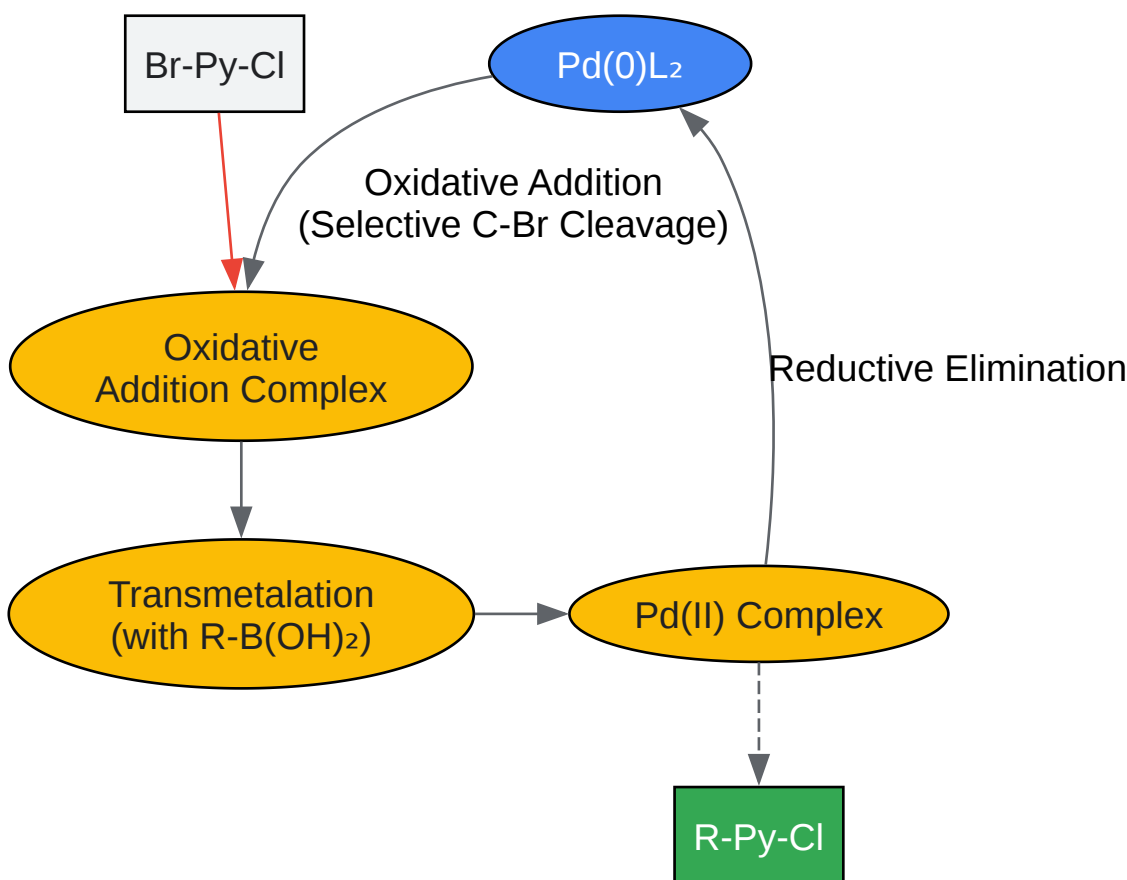 Br-Py-Cl
Pd(0)L₂
Oxidative Addition
(Selective C-Br Cleavage)
Oxidative
Addition Complex
Reductive Elimination
Transmetalation
(with R-B(OH)₂)
Pd(II) Complex
R-Py-Cl